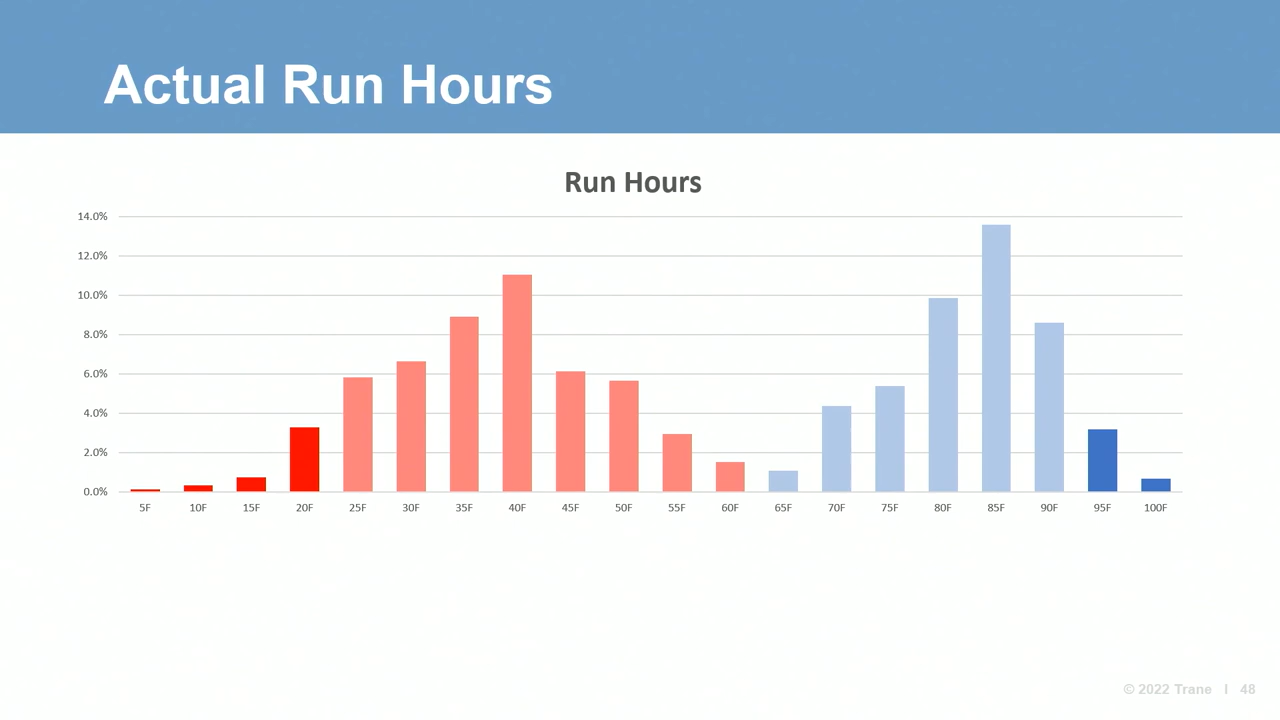 Actual Run Hours
Run Hours
14.0%
12.0%
10.0%
8.0%
6.0%
4.0%
2.0%
0.0%
5F 10F 15F 20F 25F 30F 35F 40F 45F 50F 55F 60F 65F 70F 75F 80F 85F 90F 95F 100F
© 2022 Trane I 48